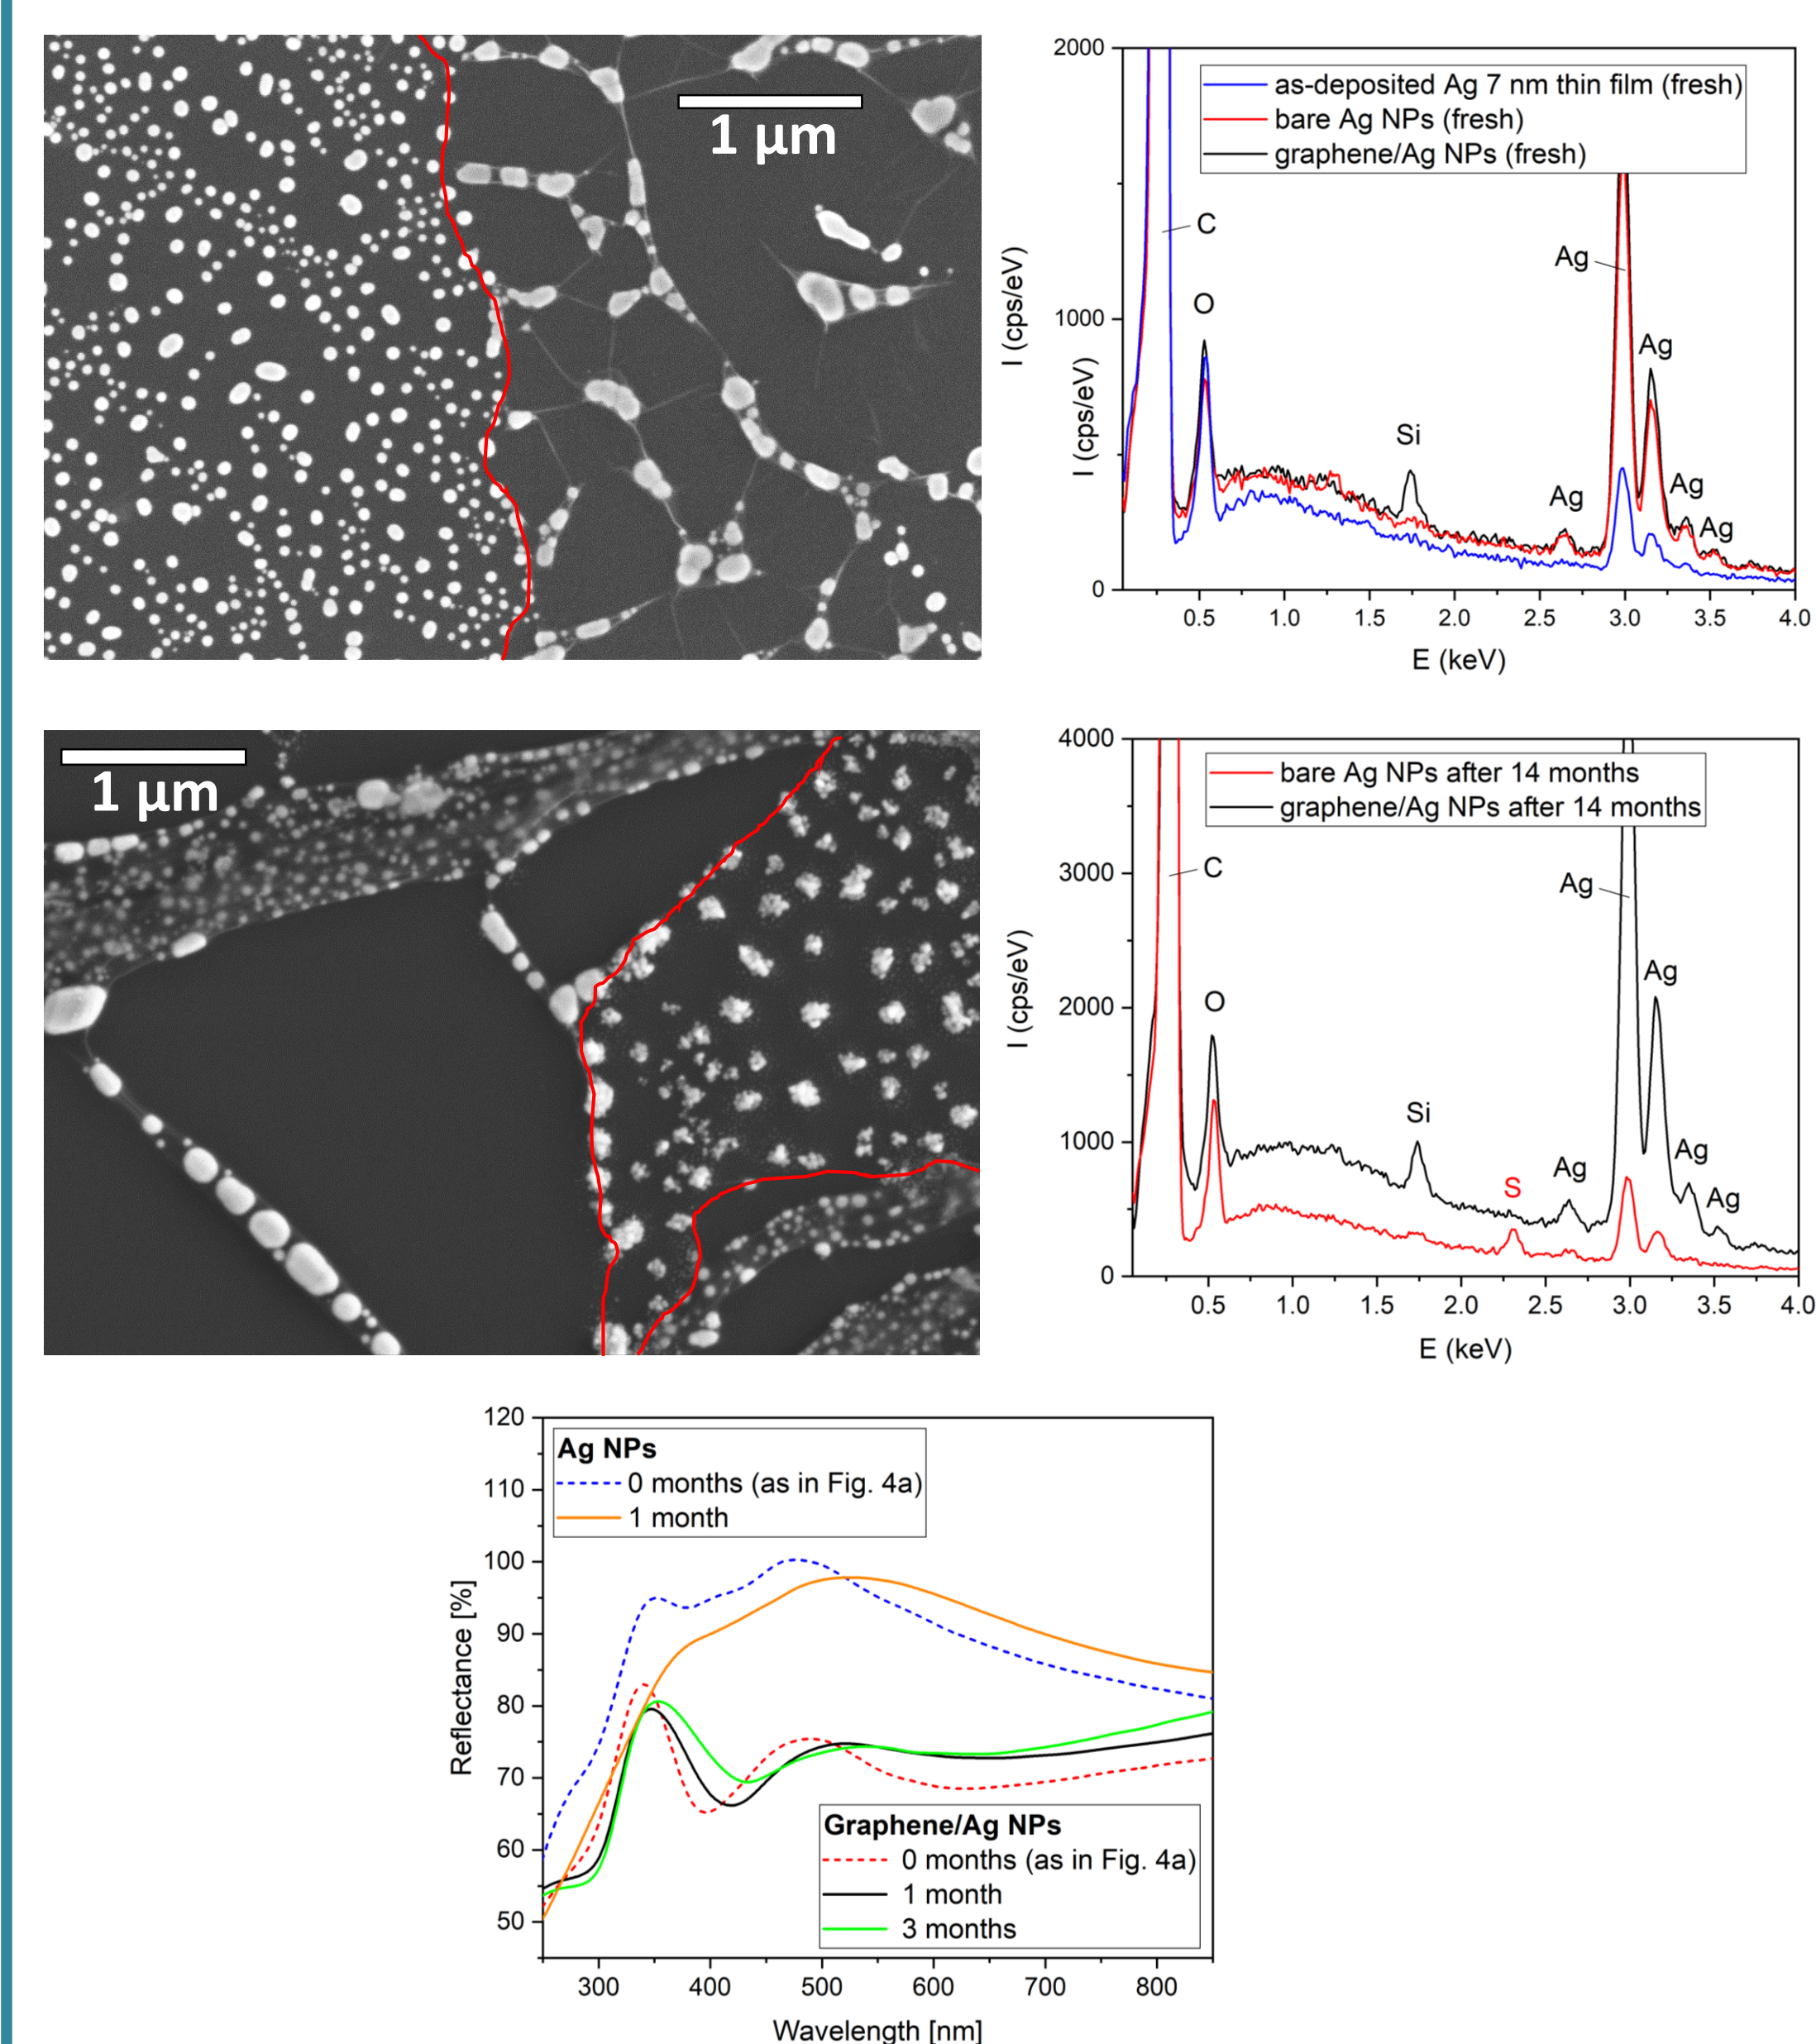 1 μm
2000
1000
0
I (cps/eV)
I (cps/eV)
as-deposited Ag 7 nm thin film (fresh)
bare Ag NPs (fresh)
graphene/Ag NPs (fresh)
C
O
Si
Ag
Ag
Ag
Ag
Ag
0.5 1.0 1.5 2.0 2.5 3.0 3.5 4.0
E (keV)
1 μm
4000
3000
2000
1000
0
I (cps/eV)
bare Ag NPs after 14 months
graphene/Ag NPs after 14 months
C
O
Si
S
Ag
Ag
Ag
Ag
Ag
0.5 1.0 1.5 2.0 2.5 3.0 3.5 4.0
E (keV)
120
110
100
90
80
70
60
50
Reflectance [%]
Ag NPs
0 months (as in Fig. 4a)
1 month
Graphene/Ag NPs
0 months (as in Fig. 4a)
1 month
3 months
300 400 500 600 700 800
Wavelength [nm]